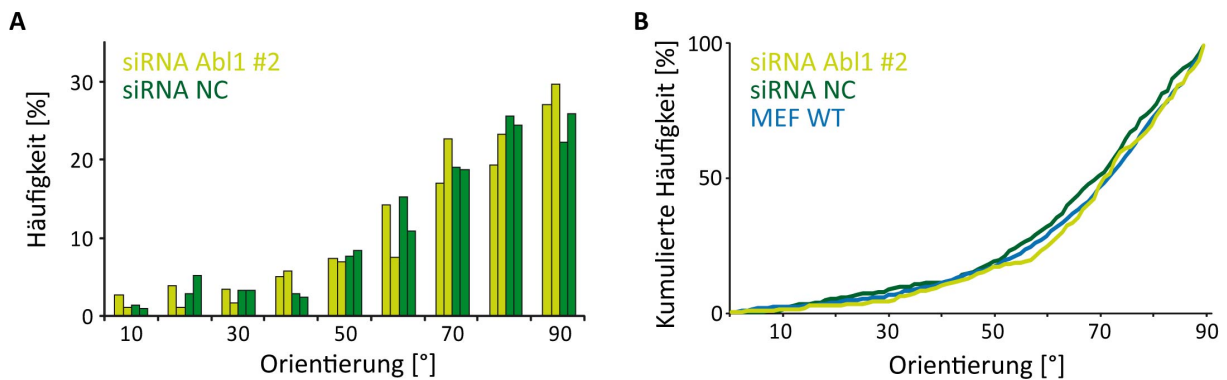 A
siRNA Abl1 #2
siRNA NC
Häufigkeit [%]
30
20
10
0
10 30 50 70 90
Orientierung [°]
B
siRNA Abl1 #2
siRNA NC
MEF WT
Kumulierte Häufigkeit [%]
100
50
0
10 30 50 70 90
Orientierung [°]